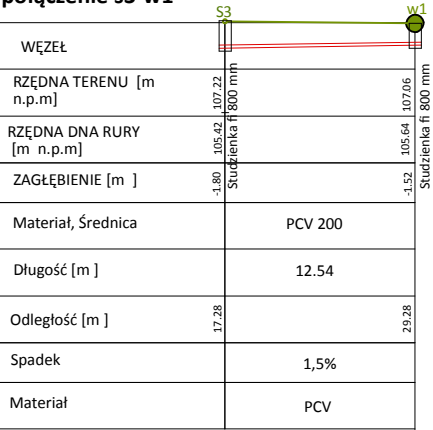 połączenie s3-w1
S3 w1
WĘZEŁ
RZĘDNA TERENU [m
n.p.m]
107.22 107.06
RZĘDNA DNA RURY
[m n.p.m]
105.42 105.64
ZAGŁĘBIENIE [m ]
-1.80 -1.52
Studzienka fi 800 mm
Studzienka fi 800 mm
Materiał, Średnica PCV 200
Długość [m ] 12.54
Odległość [m ] 17.28 29.28
Spadek 1,5%
Materiał PCV